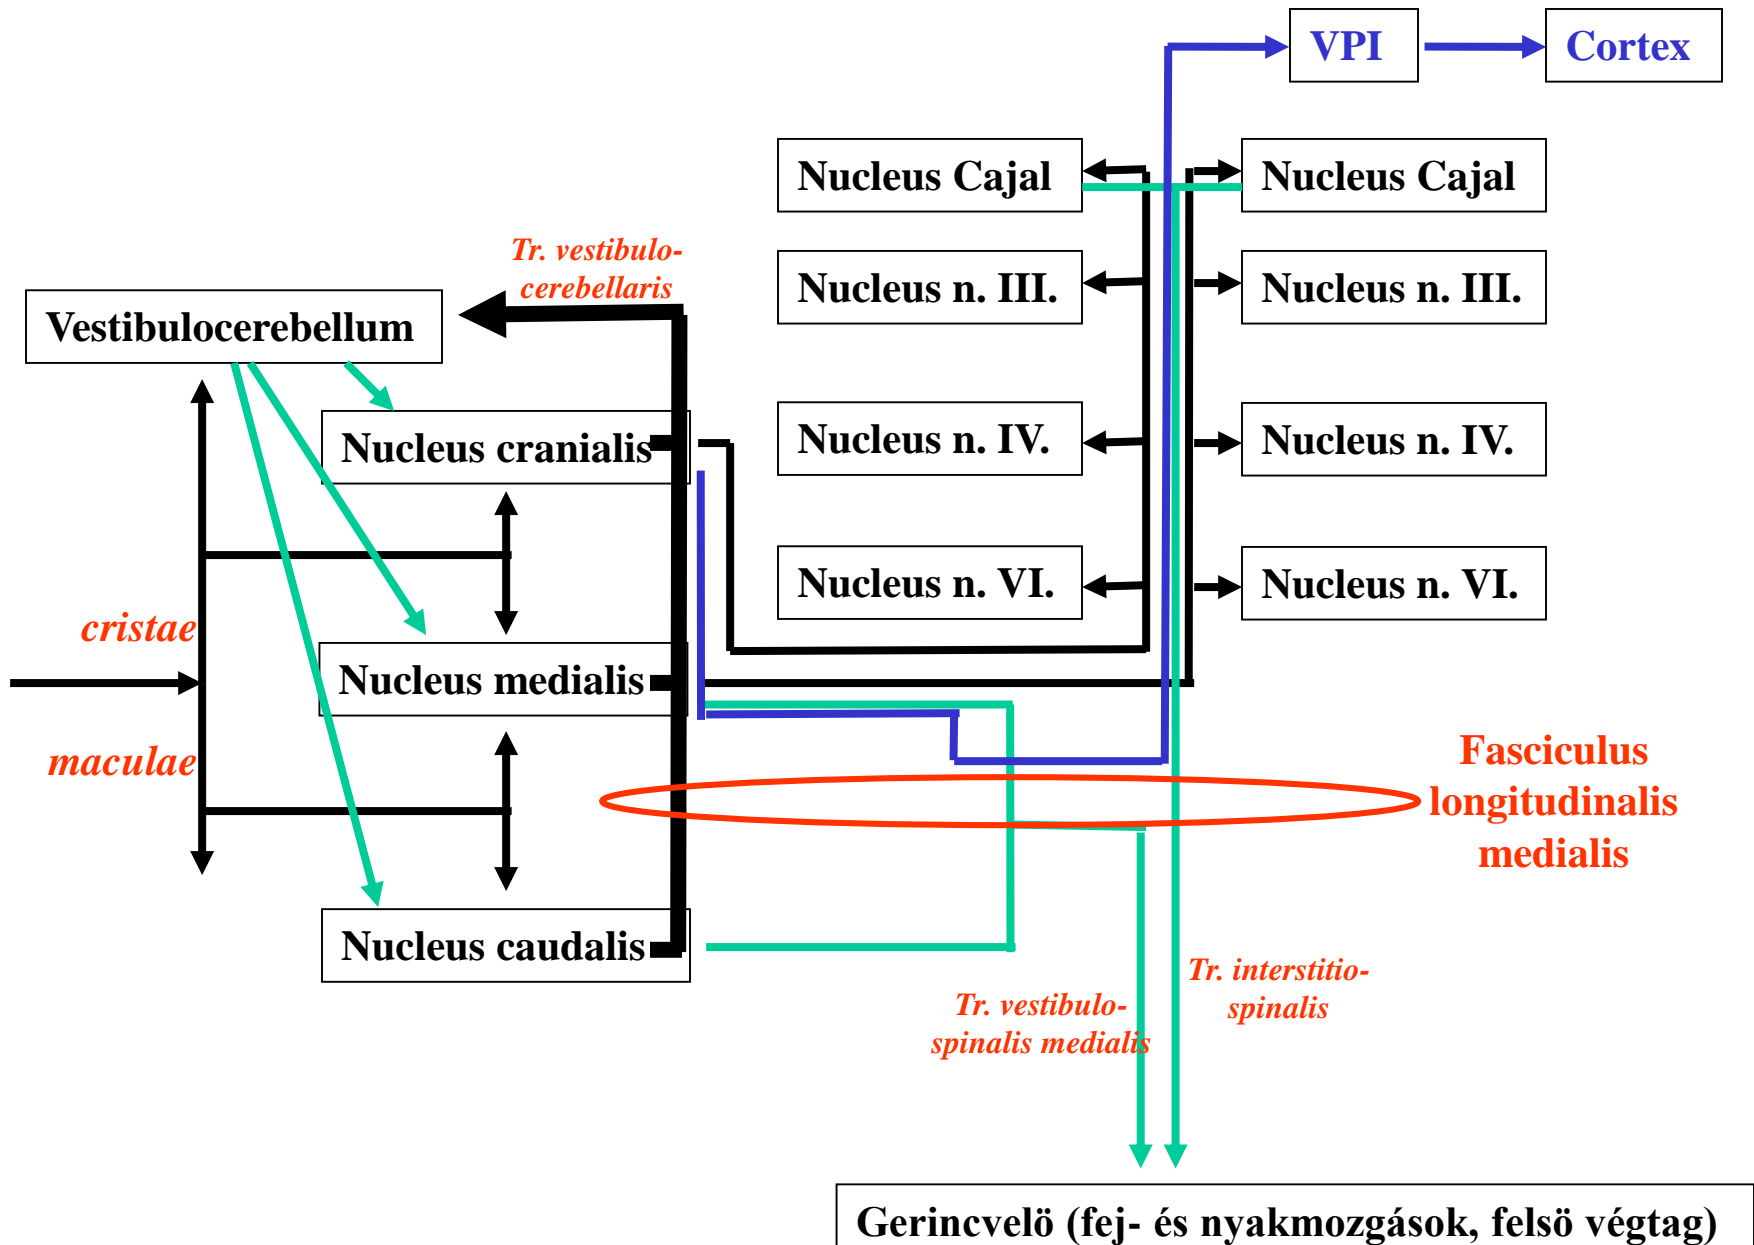 VPI
Cortex
Nucleus Cajal
Nucleus Cajal
Tr. vestibulo-
cerebellaris
Nucleus n. III.
Nucleus n. III.
Vestibulocerebellum
Nucleus cranialis
Nucleus n. IV.
Nucleus n. IV.
Nucleus n. VI.
Nucleus n. VI.
cristae
Nucleus medialis
maculae
Fasciculus
longitudinalis
medialis
Nucleus caudalis
Tr. interstitio-
spinalis
Tr. vestibulo-
spinalis medialis
Gerincvelö (fej- és nyakmozgások, felsö végtag)